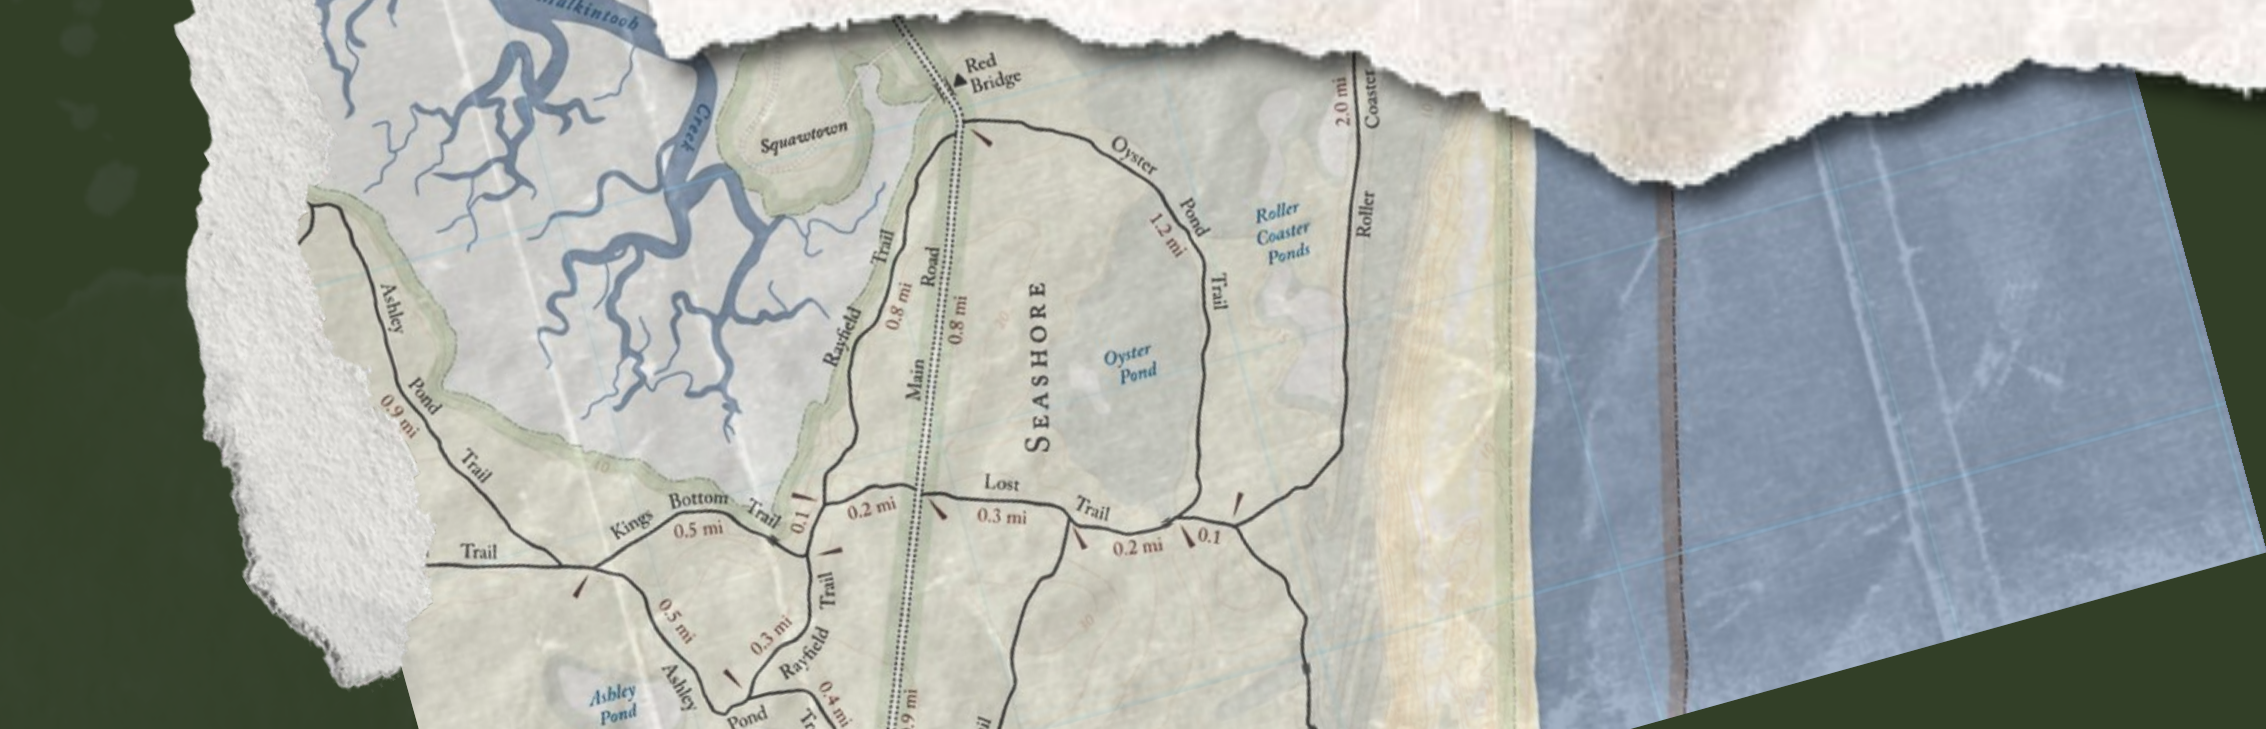 Creek
Red
Bridge
Squawtown
2.0 mi
Coaster
Roller
Oyster
Pond
Trail
1.2 mi
Roller
Coaster
Ponds
Ashley
Pond
Trail
0.9 mi
Rayfield
Trail
0.8 mi
Main
Road
0.8 mi
SEASHORE
Oyster
Pond
Trail
Kings
Bottom
Trail
0.5 mi
0.1
0.2 mi
Lost
Trail
0.3 mi
0.2 mi
0.1
0.5 mi
0.3 mi
Rayfield
Trail
Ashley
Pond
Ashley
Pond
0.4 mi